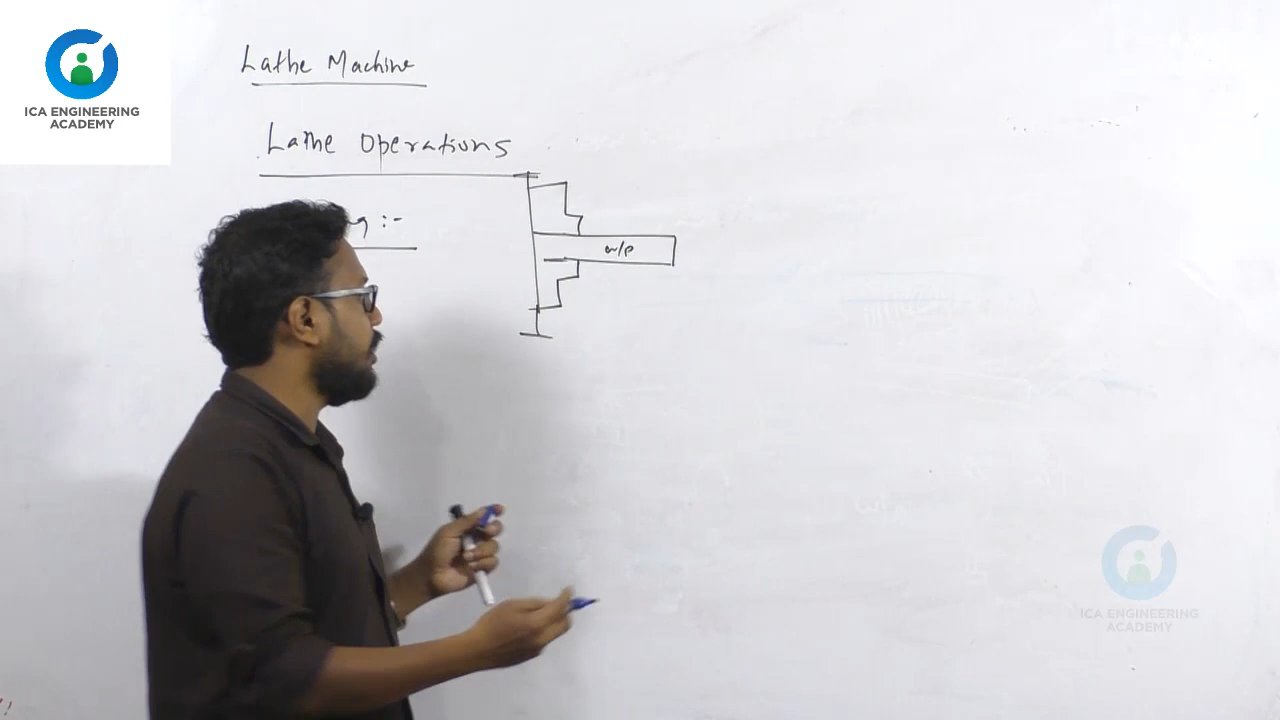 ICA ENGINEERING
ACADEMY
Lathe Machine
Lathe Operations
g :-
w/p
ICA ENGINEERING
ACADEMY